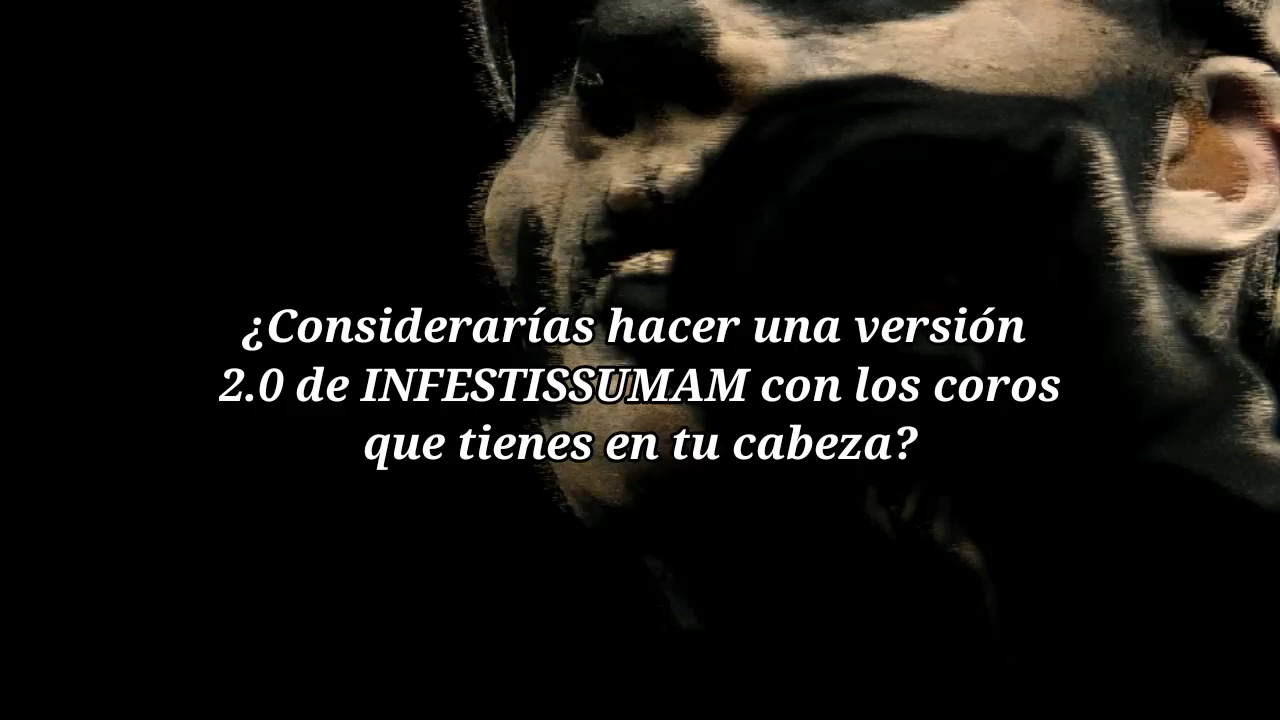 ¿Considerarías hacer una versión
2.0 de INFESTISSUMAM con los coros
que tienes en tu cabeza?